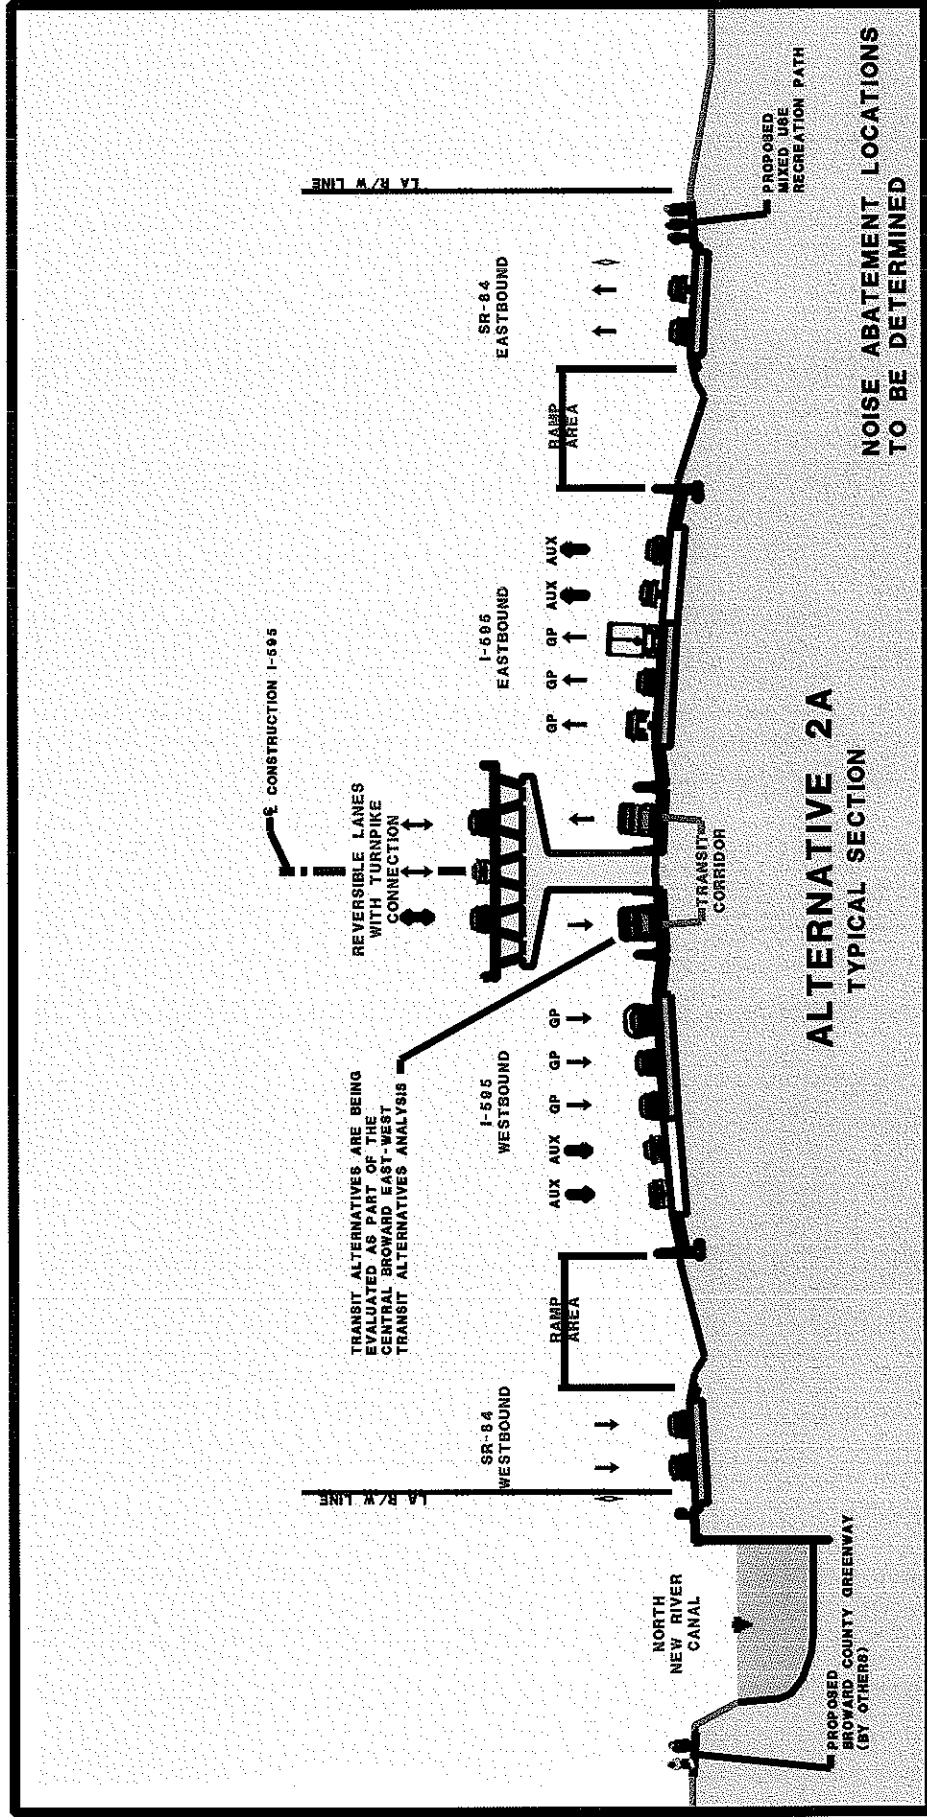 ℄ CONSTRUCTION I-595
REVERSIBLE LANES
WITH TURNPIKE
CONNECTION
TRANSIT ALTERNATIVES ARE BEING
EVALUATED AS PART OF THE
CENTRAL BROWARD EAST-WEST
TRANSIT ALTERNATIVES ANALYSIS
LA R/W LINE
LA R/W LINE
SR-84
WESTBOUND
I-595
WESTBOUND
I-595
EASTBOUND
SR-84
EASTBOUND
RAMP
AREA
AUX
AUX
GP
GP
GP
GP
GP
GP
AUX
AUX
RAMP
AREA
NORTH
NEW RIVER
CANAL
TRANSIT
CORRIDOR
PROPOSED
MIXED USE
RECREATION PATH
PROPOSED
BROWARD COUNTY GREENWAY
(BY OTHERS)
ALTERNATIVE 2A
TYPICAL SECTION
NOISE ABATEMENT LOCATIONS
TO BE DETERMINED